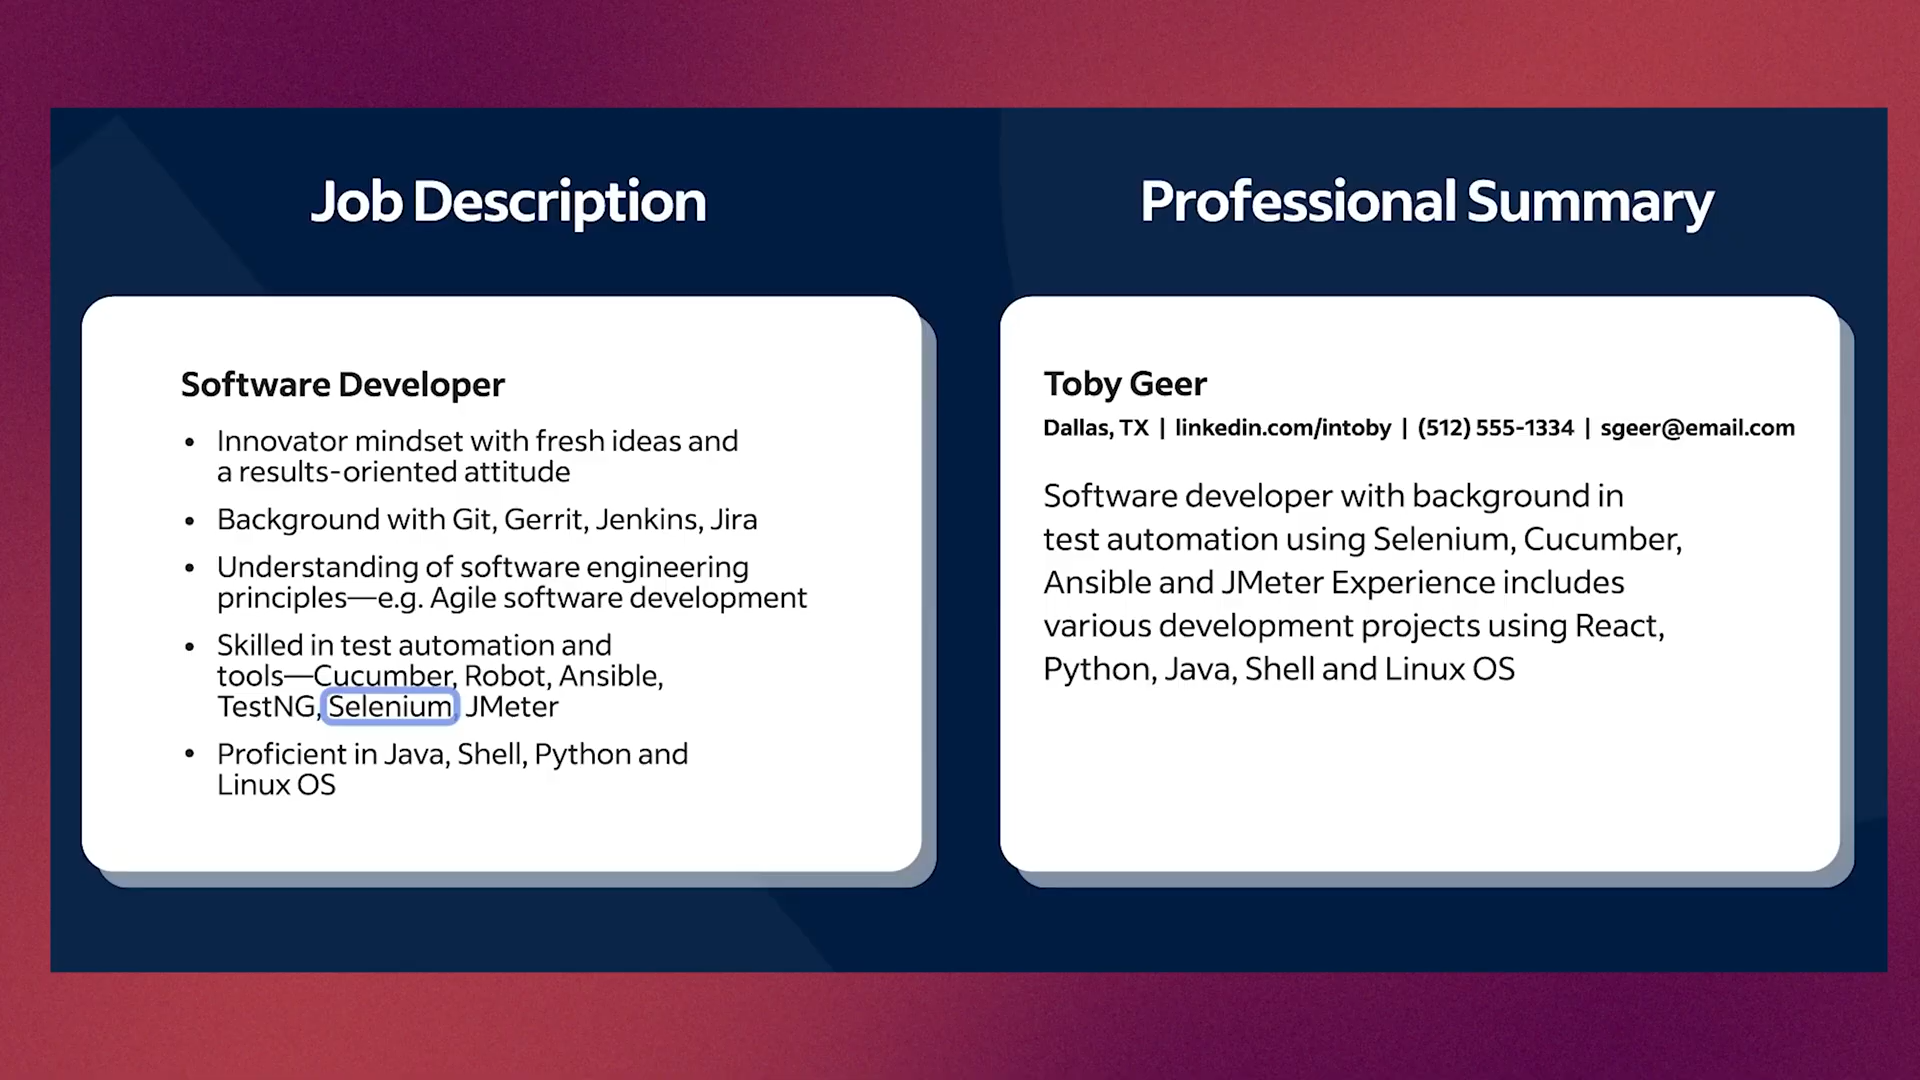 Job Description
Software Developer
• Innovator mindset with fresh ideas and
a results-oriented attitude
• Background with Git, Gerrit, Jenkins, Jira
• Understanding of software engineering
principles—e.g. Agile software development
• Skilled in test automation and
tools—Cucumber, Robot, Ansible,
TestNG, Selenium, JMeter
• Proficient in Java, Shell, Python and
Linux OS
Professional Summary
Toby Geer
Dallas, TX | linkedin.com/intoby | (512) 555-1334 | sgeer@email.com
Software developer with background in
test automation using Selenium, Cucumber,
Ansible and JMeter Experience includes
various development projects using React,
Python, Java, Shell and Linux OS